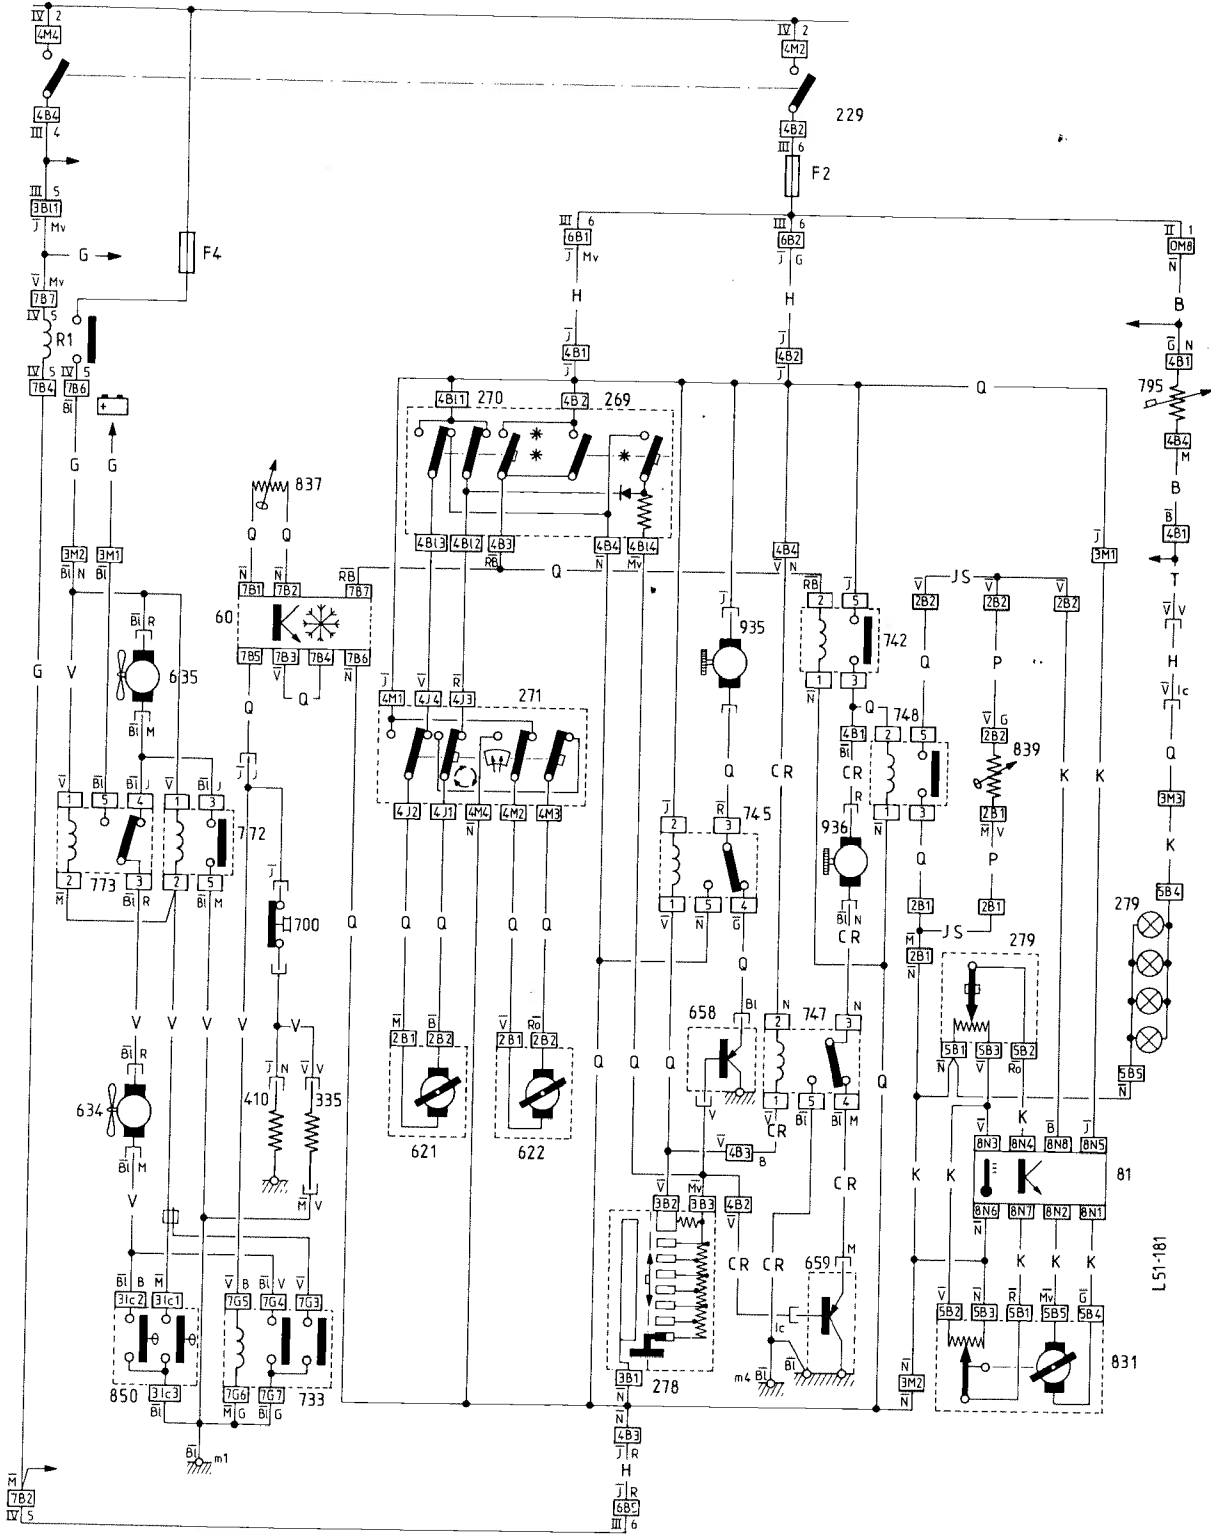 IV 2
4M4
IV 2
4M2
229
4B4
III 4
4B2
III 6
F2
III 5
3Bl1
J Mv
G
F4
III 6
6B1
J Mv
III 6
6B2
J G
II 1
0M8
N
V Mv
7B7
IV 5
R1
H
H
B
G N
4B1
J
4B1
J
J
4B2
J
IV 5
7B4
IV 5
7B6
Bl
+
4Bl1
270
4B2
269
Q
795
4B4
M
G
G
837
B
Q
Q
B
4B1
3M2
Bl N
3M1
Bl
4Bl3
4Bl2
4B3
RB
4B4
N
4Bl4
Mv
4B4
V N
J
3M1
N
7B1
N
7B2
RB
7B7
Q
RB
2
J
5
V
2B2
JS
V
2B2
V
2B2
T
V V
60
Bl R
635
7B5
7B3
V
7B4
7B6
N
Q
J
935
742
H
V Ic
G
V
Bl M
Q
J
4M1
V
4J4
R
4J3
271
1
N
3
Q
748
2
5
Q
P
V G
2B2
839
Q
V
1
Bl
5
Bl J
4
V
1
J
3
J J
4J2
4J1
4M4
N
4M2
4M3
Q
CR
4B1
Bl
CR
R
K
K
3M3
772
773
2
M
3
Bl R
2
5
Bl M
J
700
J
2
R
3
745
936
1
N
3
2B1
M V
K
Q
Q
Q
Q
Q
1
V
5
N
4
G
Bl N
CR
Q
P
2B1
2B1
JS
5B4
279
M
2B1
N
279
V
V
V
V
V
Q
Bl
658
N
2
747
N
3
5B1
N
5B3
V
5B2
Ro
5B5
N
Bl R
634
Bl M
J N
410
V V
335
M
2B1
B
2B2
V
2B1
Ro
2B2
Q
Q
Q
Q
V
1
V
5
Bl
4
Bl M
K
621
622
V
4B3
B
CR
V
8N3
8N4
B
8N8
J
8N5
81
V
V
M V
V
3B2
Mv
3B3
4B2
V
CR
K
K
8N6
N
8N7
8N2
8N1
Bl B
3Ic2
M
3Ic1
V B
7G5
Bl V
7G4
V
7G3
CR
CR
659
M
K
K
K
L51-181
V
5B2
N
5B3
R
5B1
Mv
5B5
G
5B4
850
3Ic3
Bl
7G6
M G
7G7
Bl G
733
3B1
N
278
Ic
m4
Bl
Bl
N
3M2
N
831
Bl
m1
N
4B3
J R
H
M
7B2
IV 5
J R
6B5
III 6